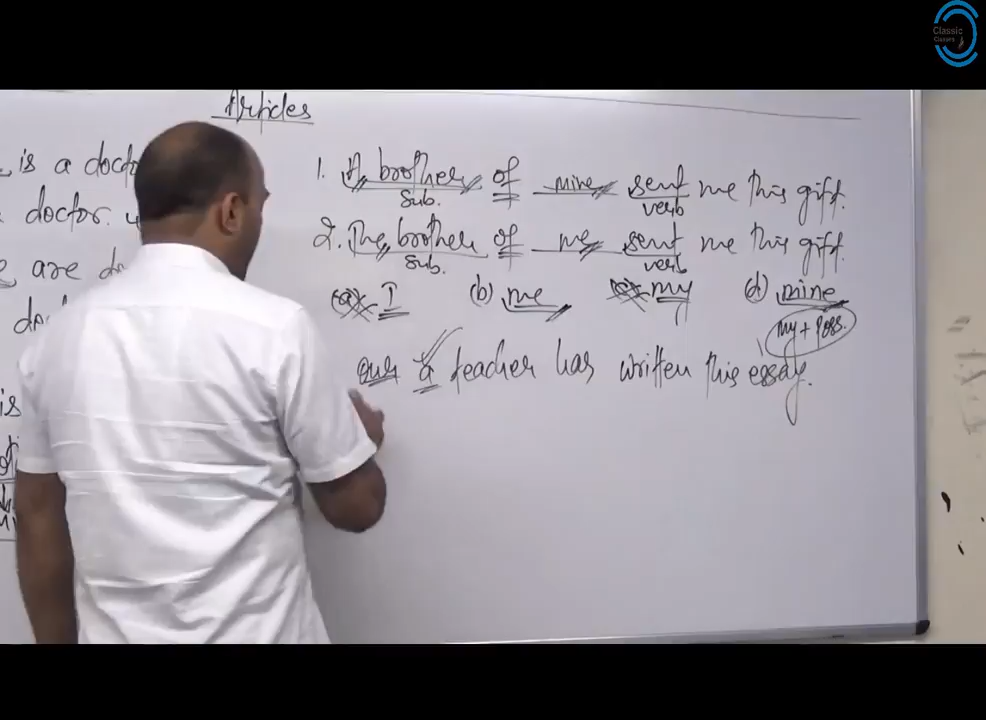 Classic
Classes
Articles
is a doctor
doctor.
are do
is
1. A brother of mine sent me this gift.
Sub. verb
2. The brother of me sent me this gift.
Sub. verb
(a) I (b) me (c) my (d) mine
my + Poss.
our a teacher has written this essay.